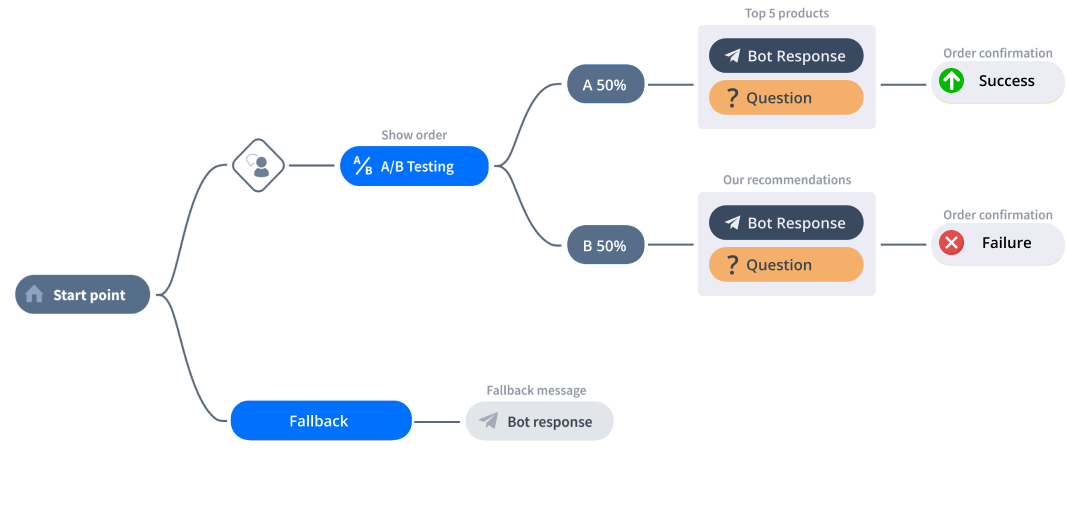 Top 5 products
Bot Response
? Question
Order confirmation
Success
A 50%
Show order
A/B A/B Testing
Our recommendations
Bot Response
? Question
Order confirmation
Failure
B 50%
Start point
Fallback message
Fallback
Bot response